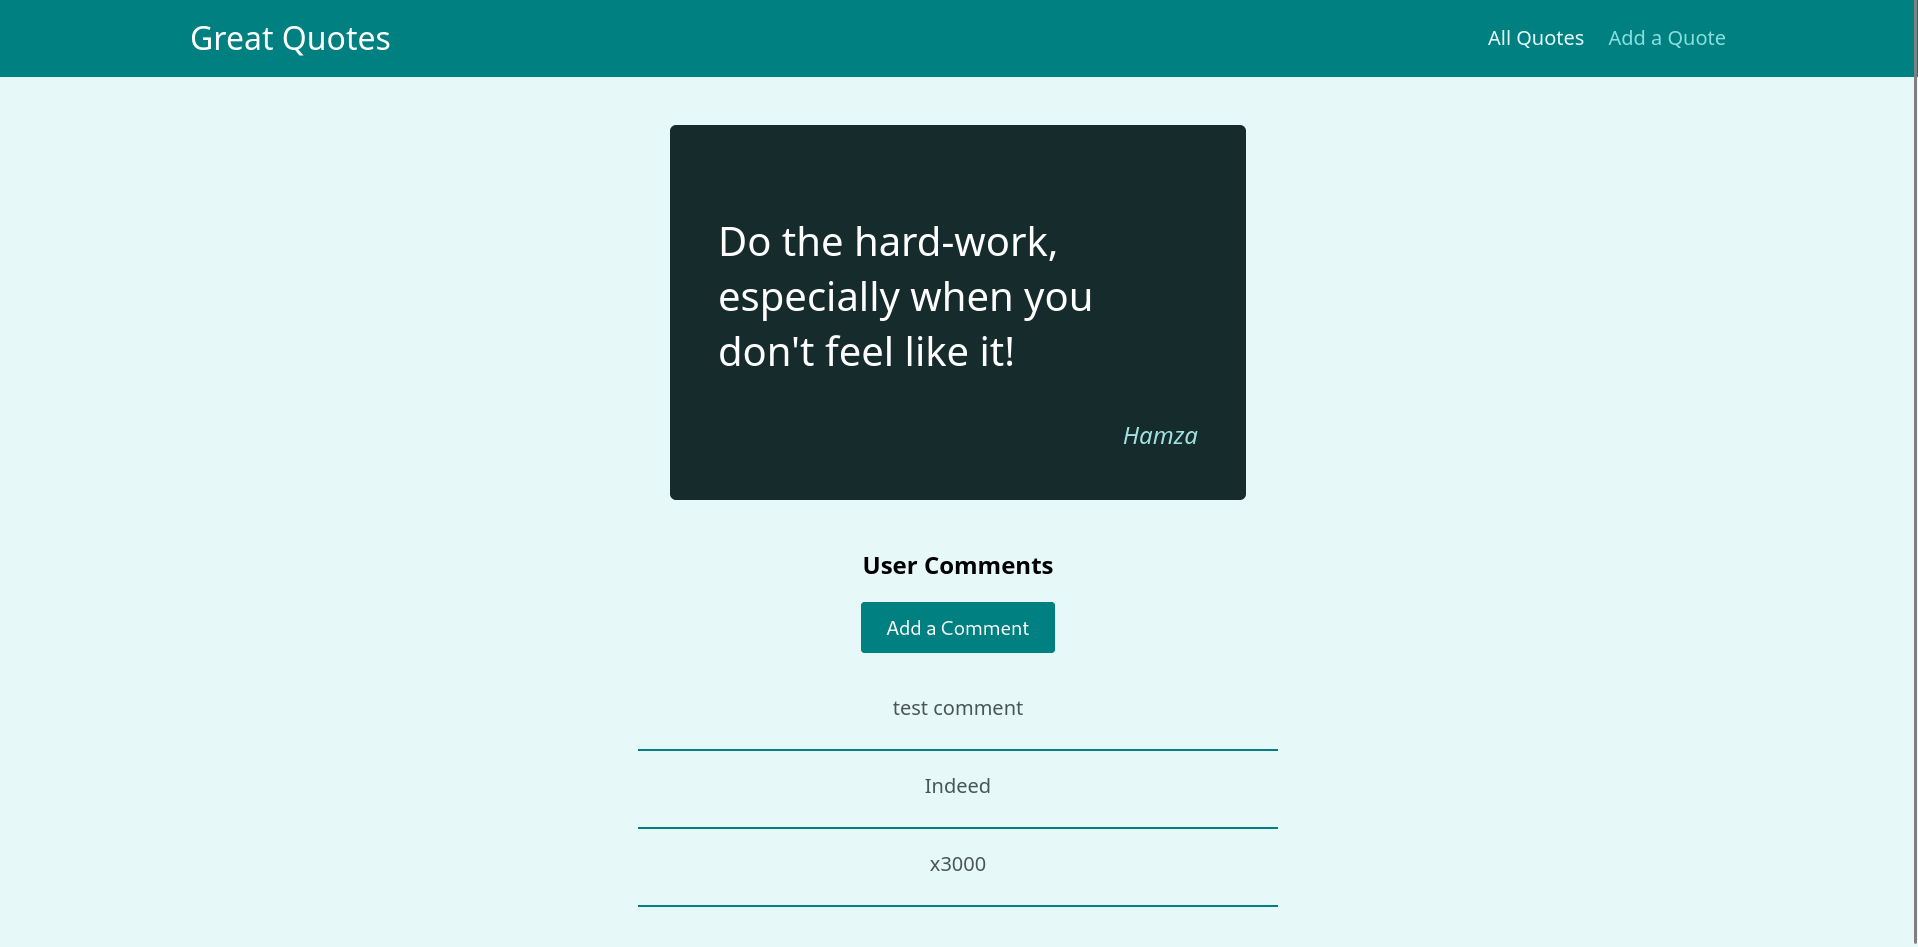 Great Quotes
All Quotes
Add a Quote
Do the hard-work,
especially when you
don't feel like it!
Hamza
User Comments
Add a Comment
test comment
Indeed
x3000